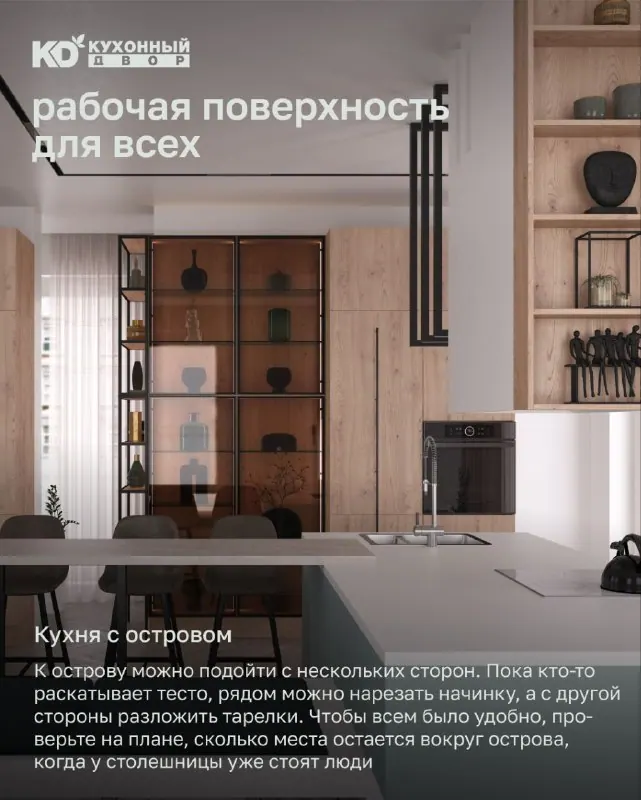 KD КУХОННЫЙ
ДВОР
рабочая поверхность
для всех
Кухня с островом
К острову можно подойти с нескольких сторон. Пока кто-то
раскатывает тесто, рядом можно нарезать начинку, а с другой
стороны разложить тарелки. Чтобы всем было удобно, про-
верьте на плане, сколько места остается вокруг острова,
когда у столешницы уже стоят люди